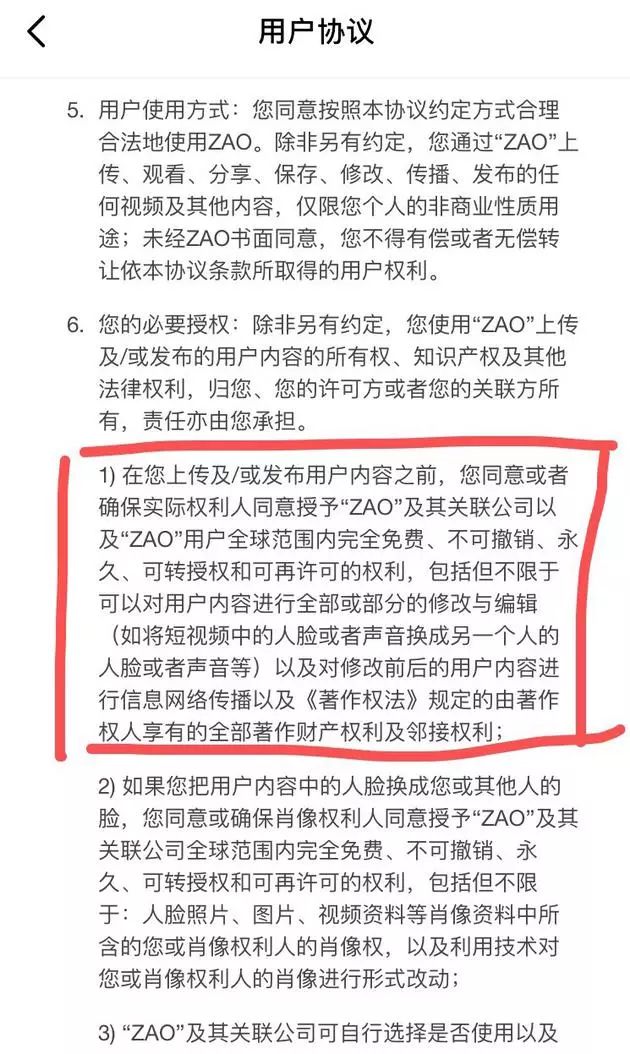 用户协议
5. 用户使用方式：您同意按照本协议约定方式合理
合法地使用ZAO。除非另有约定，您通过“ZAO”上
传、观看、分享、保存、修改、传播、发布的任
何视频及其他内容，仅限您个人的非商业性质用
途；未经ZAO书面同意，您不得有偿或者无偿转
让依本协议条款所取得的用户权利。
6. 您的必要授权：除非另有约定，您使用“ZAO”上传
及/或发布的用户内容的所有权、知识产权及其他
法律权利，归您、您的许可方或者您的关联方所
有，责任亦由您承担。
1) 在您上传及/或发布用户内容之前，您同意或者
确保实际权利人同意授予“ZAO”及其关联公司以
及“ZAO”用户全球范围内完全免费、不可撤销、永
久、可转授权和可再许可的权利，包括但不限于
可以对用户内容进行全部或部分的修改与编辑
（如将短视频中的人脸或者声音换成另一个人的
人脸或者声音等）以及对修改前后的用户内容进
行信息网络传播以及《著作权法》规定的由著作
权人享有的全部著作财产权利及邻接权利；
2) 如果您把用户内容中的人脸换成您或其他人的
脸，您同意或确保肖像权利人同意授予“ZAO”及其
关联公司全球范围内完全免费、不可撤销、永
久、可转授权和可再许可的权利，包括但不限
于：人脸照片、图片、视频资料等肖像资料中所
含的您或肖像权利人的肖像权，以及利用技术对
您或肖像权利人的肖像进行形式改动；
3) “ZAO”及其关联公司可自行选择是否使用以及